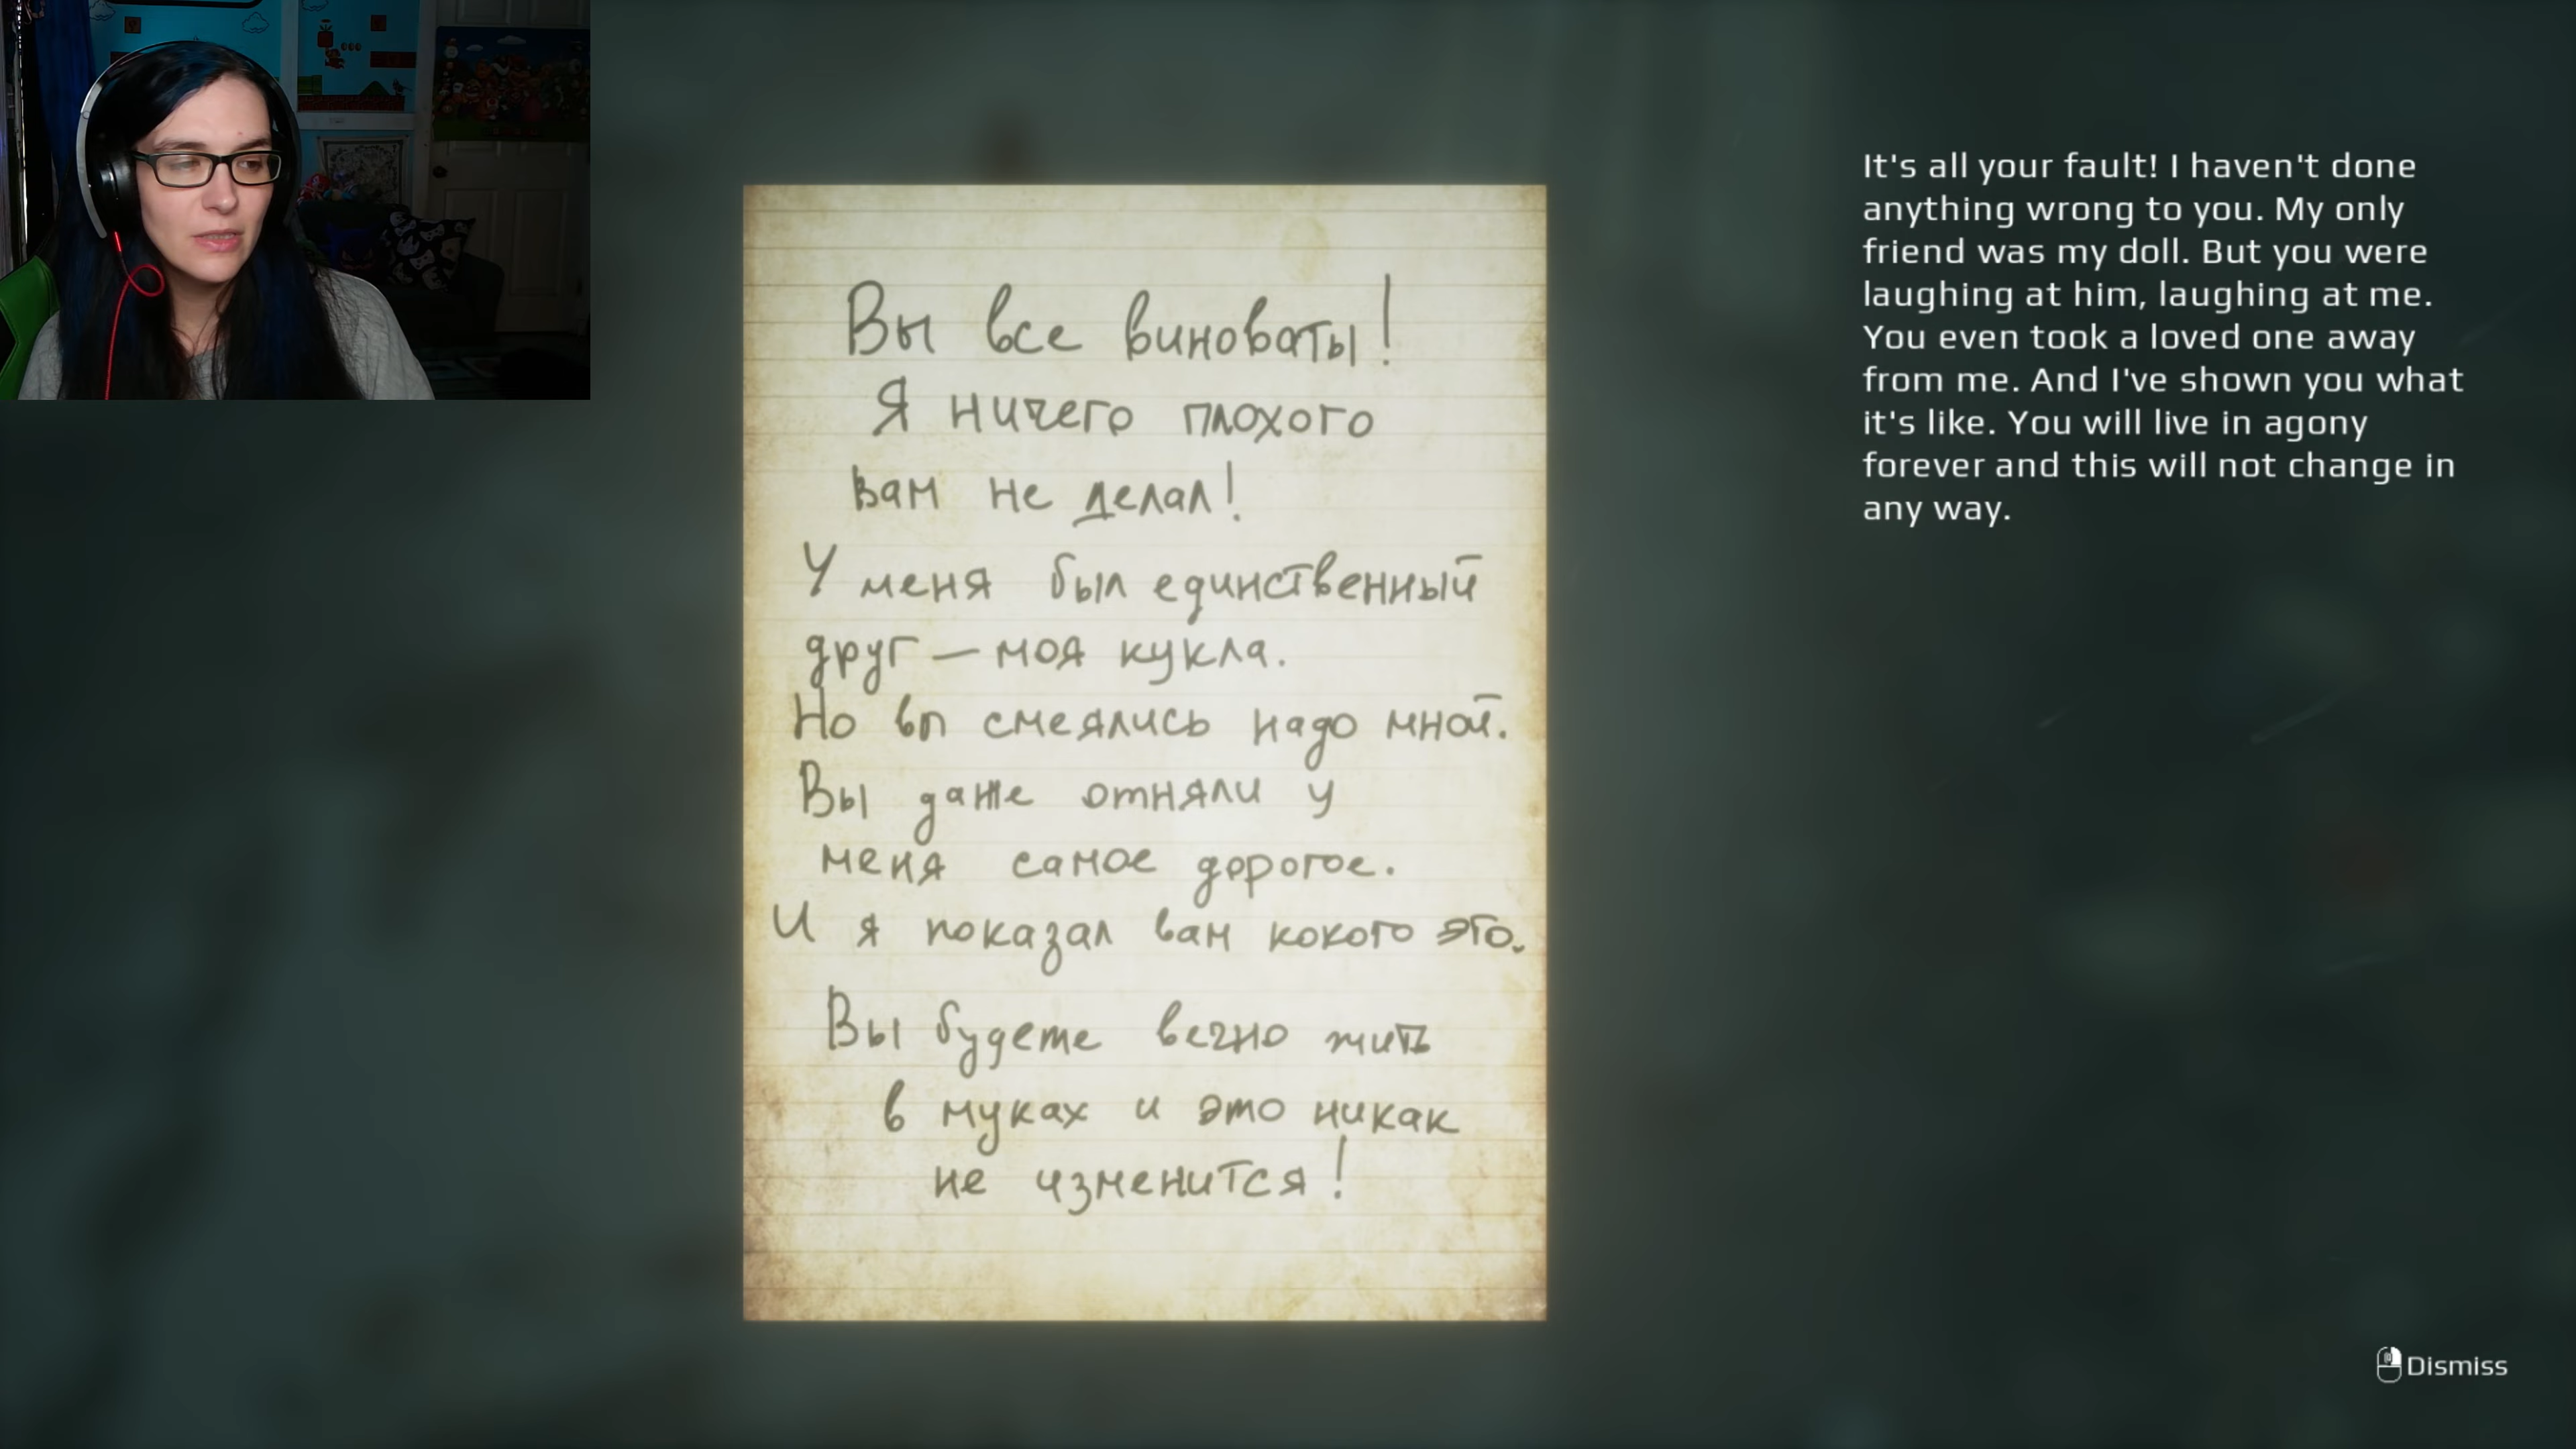 Вы все виноваты!
Я ничего плохого
вам не делал!
У меня был единственный
друг — моя кукла.
Но вы смеялись надо мной.
Вы даже отняли у
меня самое дорогое.
И я показал вам кокого это.
Вы будете вечно жить
в муках и это никак
не изменится!
It's all your fault! I haven't done
anything wrong to you. My only
friend was my doll. But you were
laughing at him, laughing at me.
You even took a loved one away
from me. And I've shown you what
it's like. You will live in agony
forever and this will not change in
any way.
Dismiss